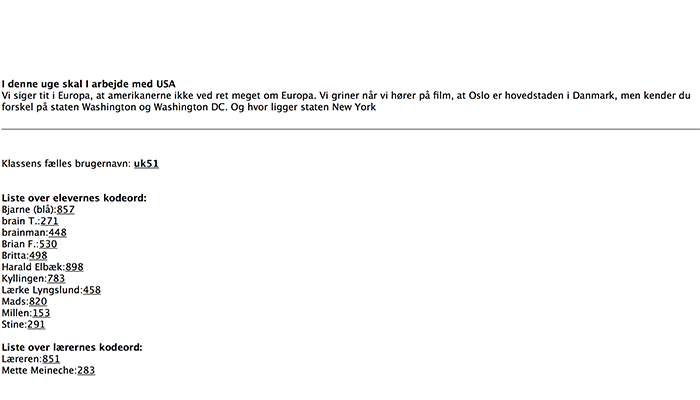 I denne uge skal I arbejde med USA
Vi siger tit i Europa, at amerikanerne ikke ved ret meget om Europa. Vi griner når vi hører på film, at Oslo er hovedstaden i Danmark, men kender du
forskel på staten Washington og Washington DC. Og hvor ligger staten New York
Klassens fælles brugernavn: uk51
Liste over elevernes kodeord:
Bjarne (blå):857
brain T.:271
brainman:448
Brian F.:530
Britta:498
Harald Elbæk:898
Kyllingen:783
Lærke Lyngslund:458
Mads:820
Millen:153
Stine:291
Liste over lærernes kodeord:
Læreren:851
Mette Meineche:283